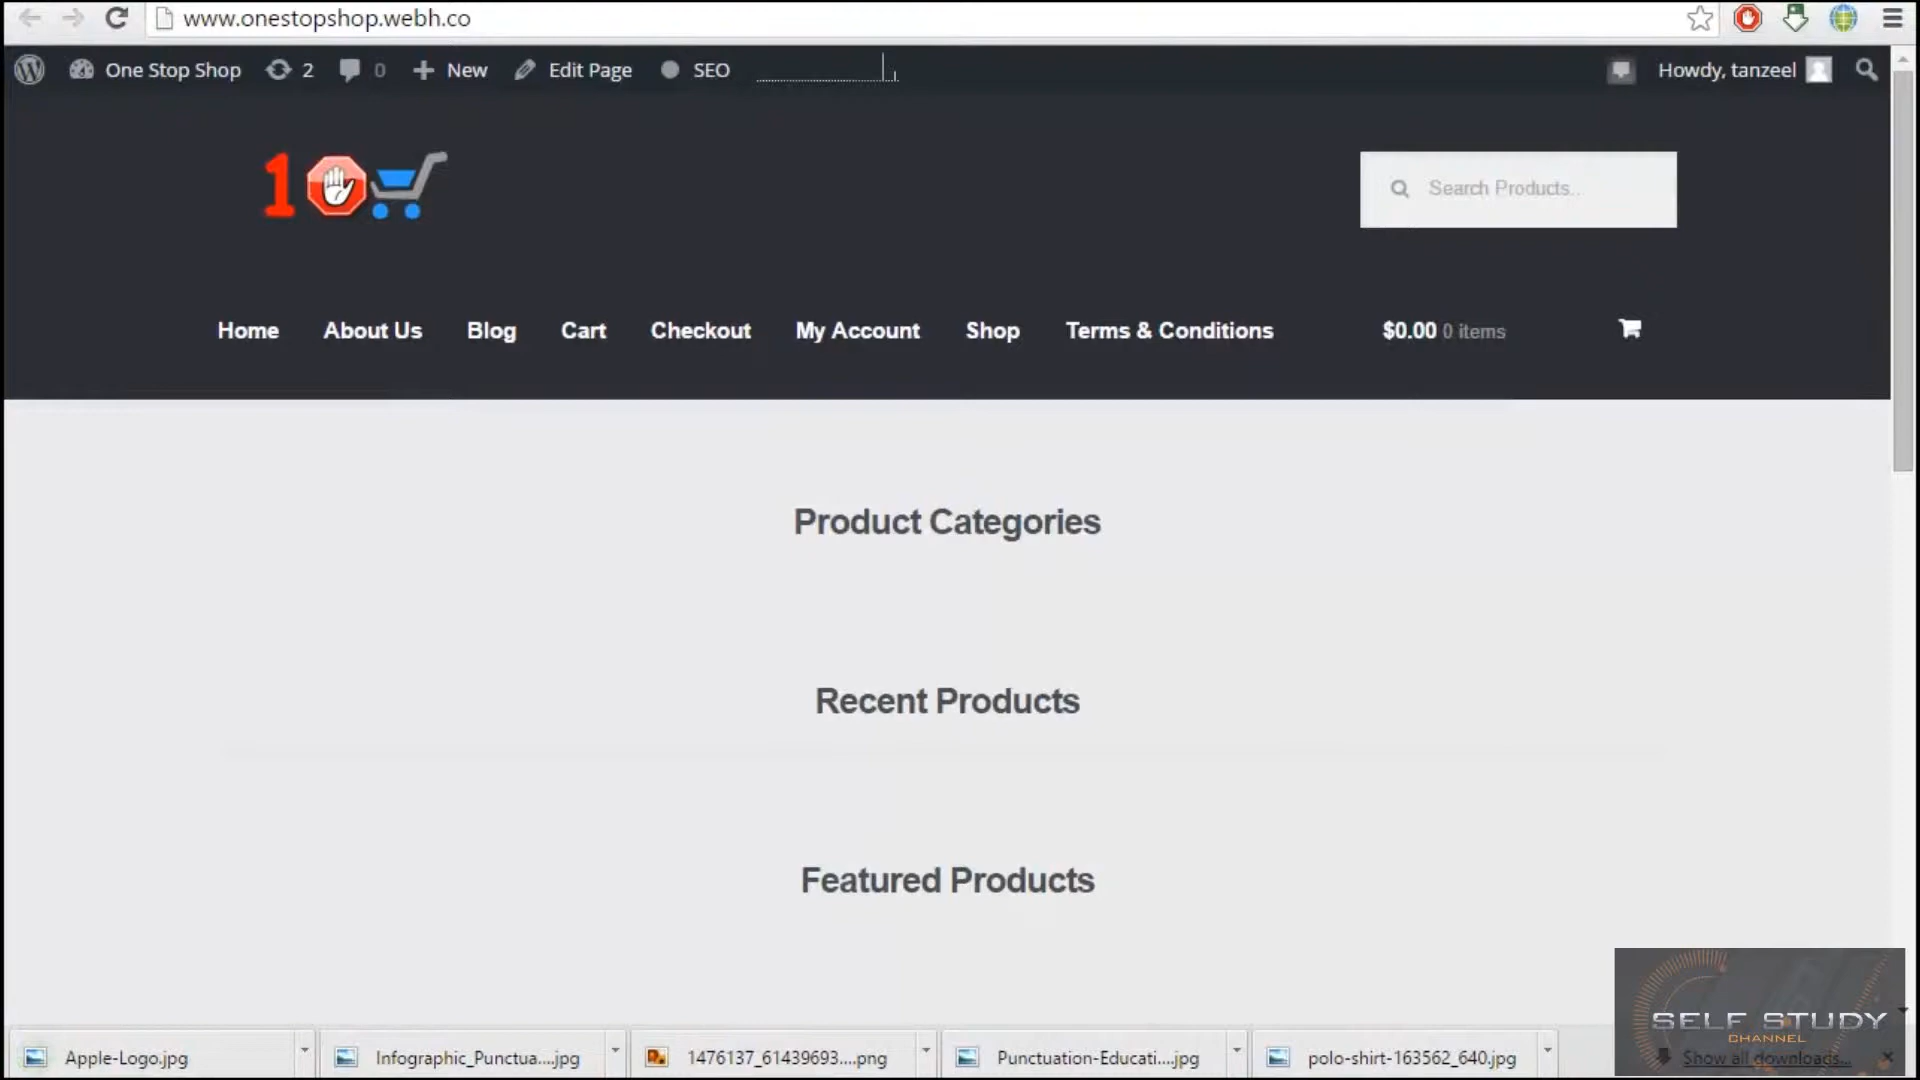 www.onestopshop.webh.co
One Stop Shop 2 0 New Edit Page SEO Howdy, tanzeel
1
Search Products..
Home About Us Blog Cart Checkout My Account Shop Terms & Conditions $0.00 0 items
Product Categories
Recent Products
Featured Products
SELF STUDY
CHANNEL
Apple-Logo.jpg Infographic_Punctua....jpg 1476137_61439693....png Punctuation-Educati....jpg polo-shirt-163562_640.jpg Show all downloads...